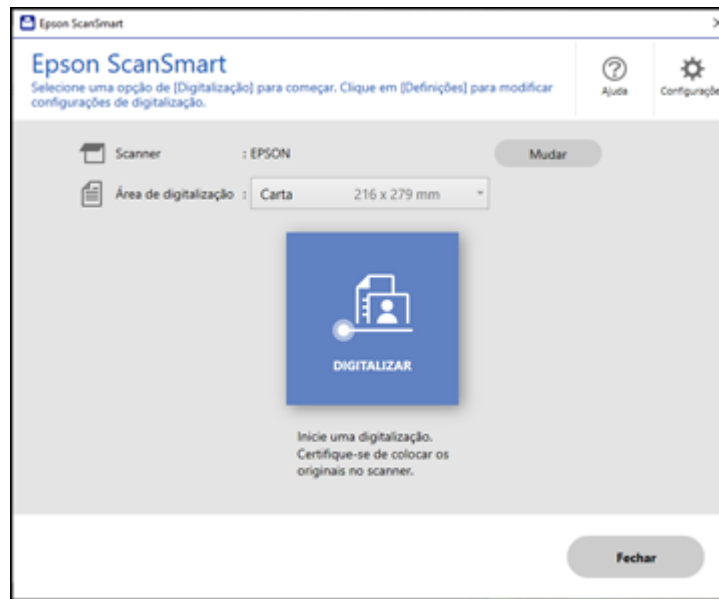 Epson ScanSmart
Epson ScanSmart
Selecione uma opção de [Digitalização] para começar. Clique em [Definições] para modificar
configurações de digitalização.
Ajuda
Configuraçõe
Scanner : EPSON
Mudar
Área de digitalização : Carta 216 x 279 mm
DIGITALIZAR
Inicie uma digitalização.
Certifique-se de colocar os
originais no scanner.
Fechar